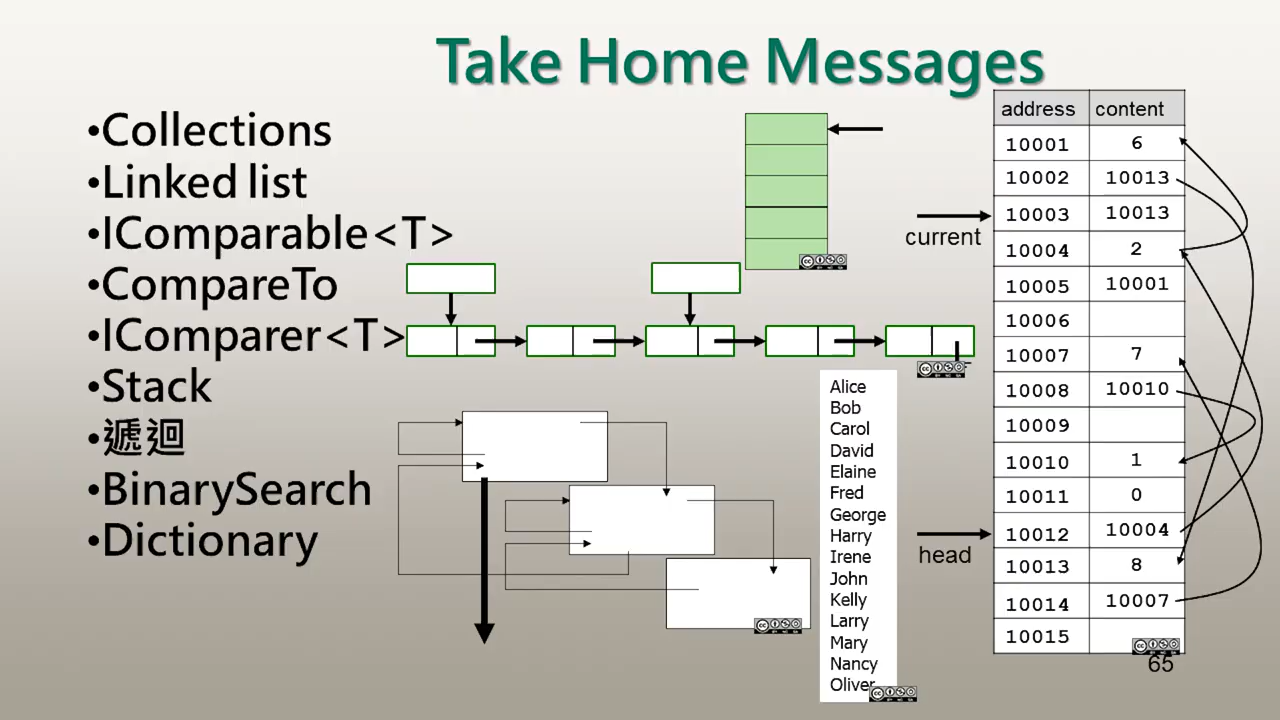 Take Home Messages
•Collections
•Linked list
•IComparable<T>
•CompareTo
•IComparer<T>
•Stack
•遞迴
•BinarySearch
•Dictionary
current
head
Alice
Bob
Carol
David
Elaine
Fred
George
Harry
Irene
John
Kelly
Larry
Mary
Nancy
Oliver
address content
10001 6
10002 10013
10003 10013
10004 2
10005 10001
10006
10007 7
10008 10010
10009
10010 1
10011 0
10012 10004
10013 8
10014 10007
10015
65